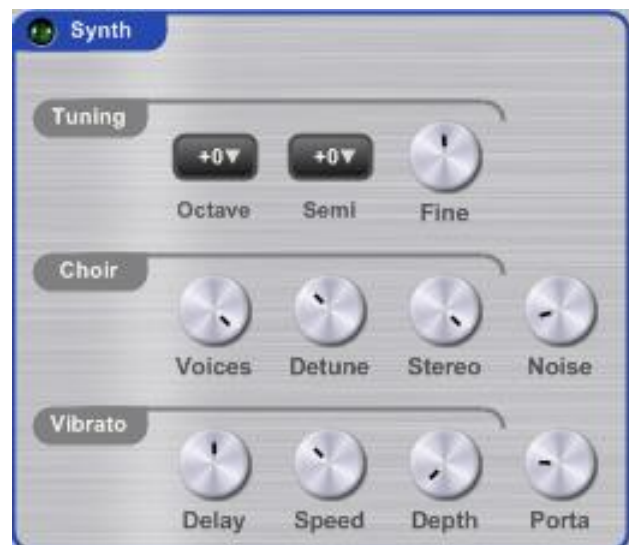 Synth
Tuning
+0▼ +0▼
Octave Semi Fine
Choir
Voices Detune Stereo Noise
Vibrato
Delay Speed Depth Porta